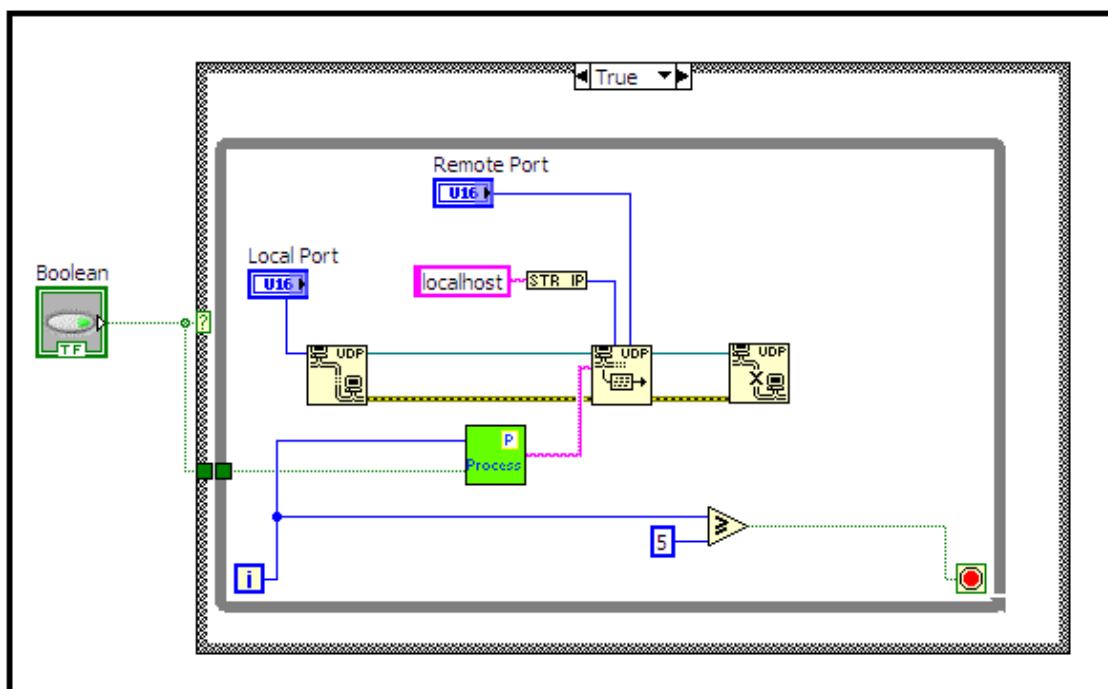 True
Remote Port
U16
Local Port
U16
localhost
STR IP
Boolean
TF
?
UDP
UDP
UDP
X
P
Process
≥
5
i